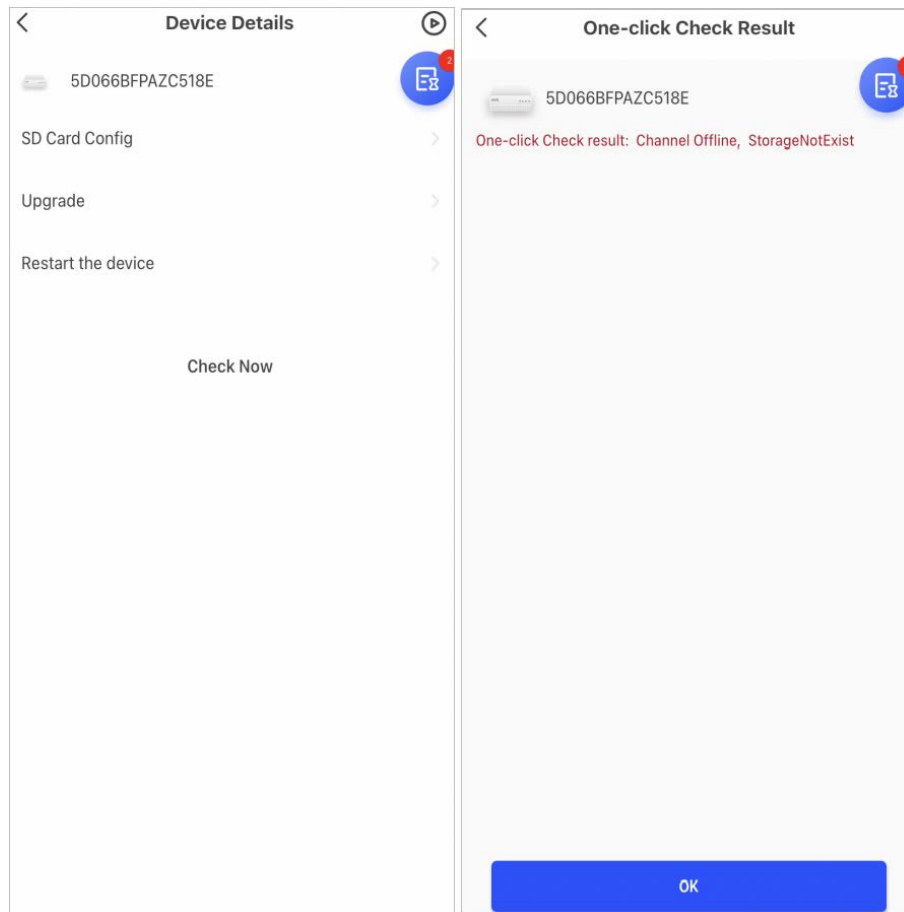 Device Details
2
5D066BFPAZC518E
SD Card Config
Upgrade
Restart the device
Check Now
One-click Check Result
5D066BFPAZC518E
One-click Check result: Channel Offline, StorageNotExist
OK